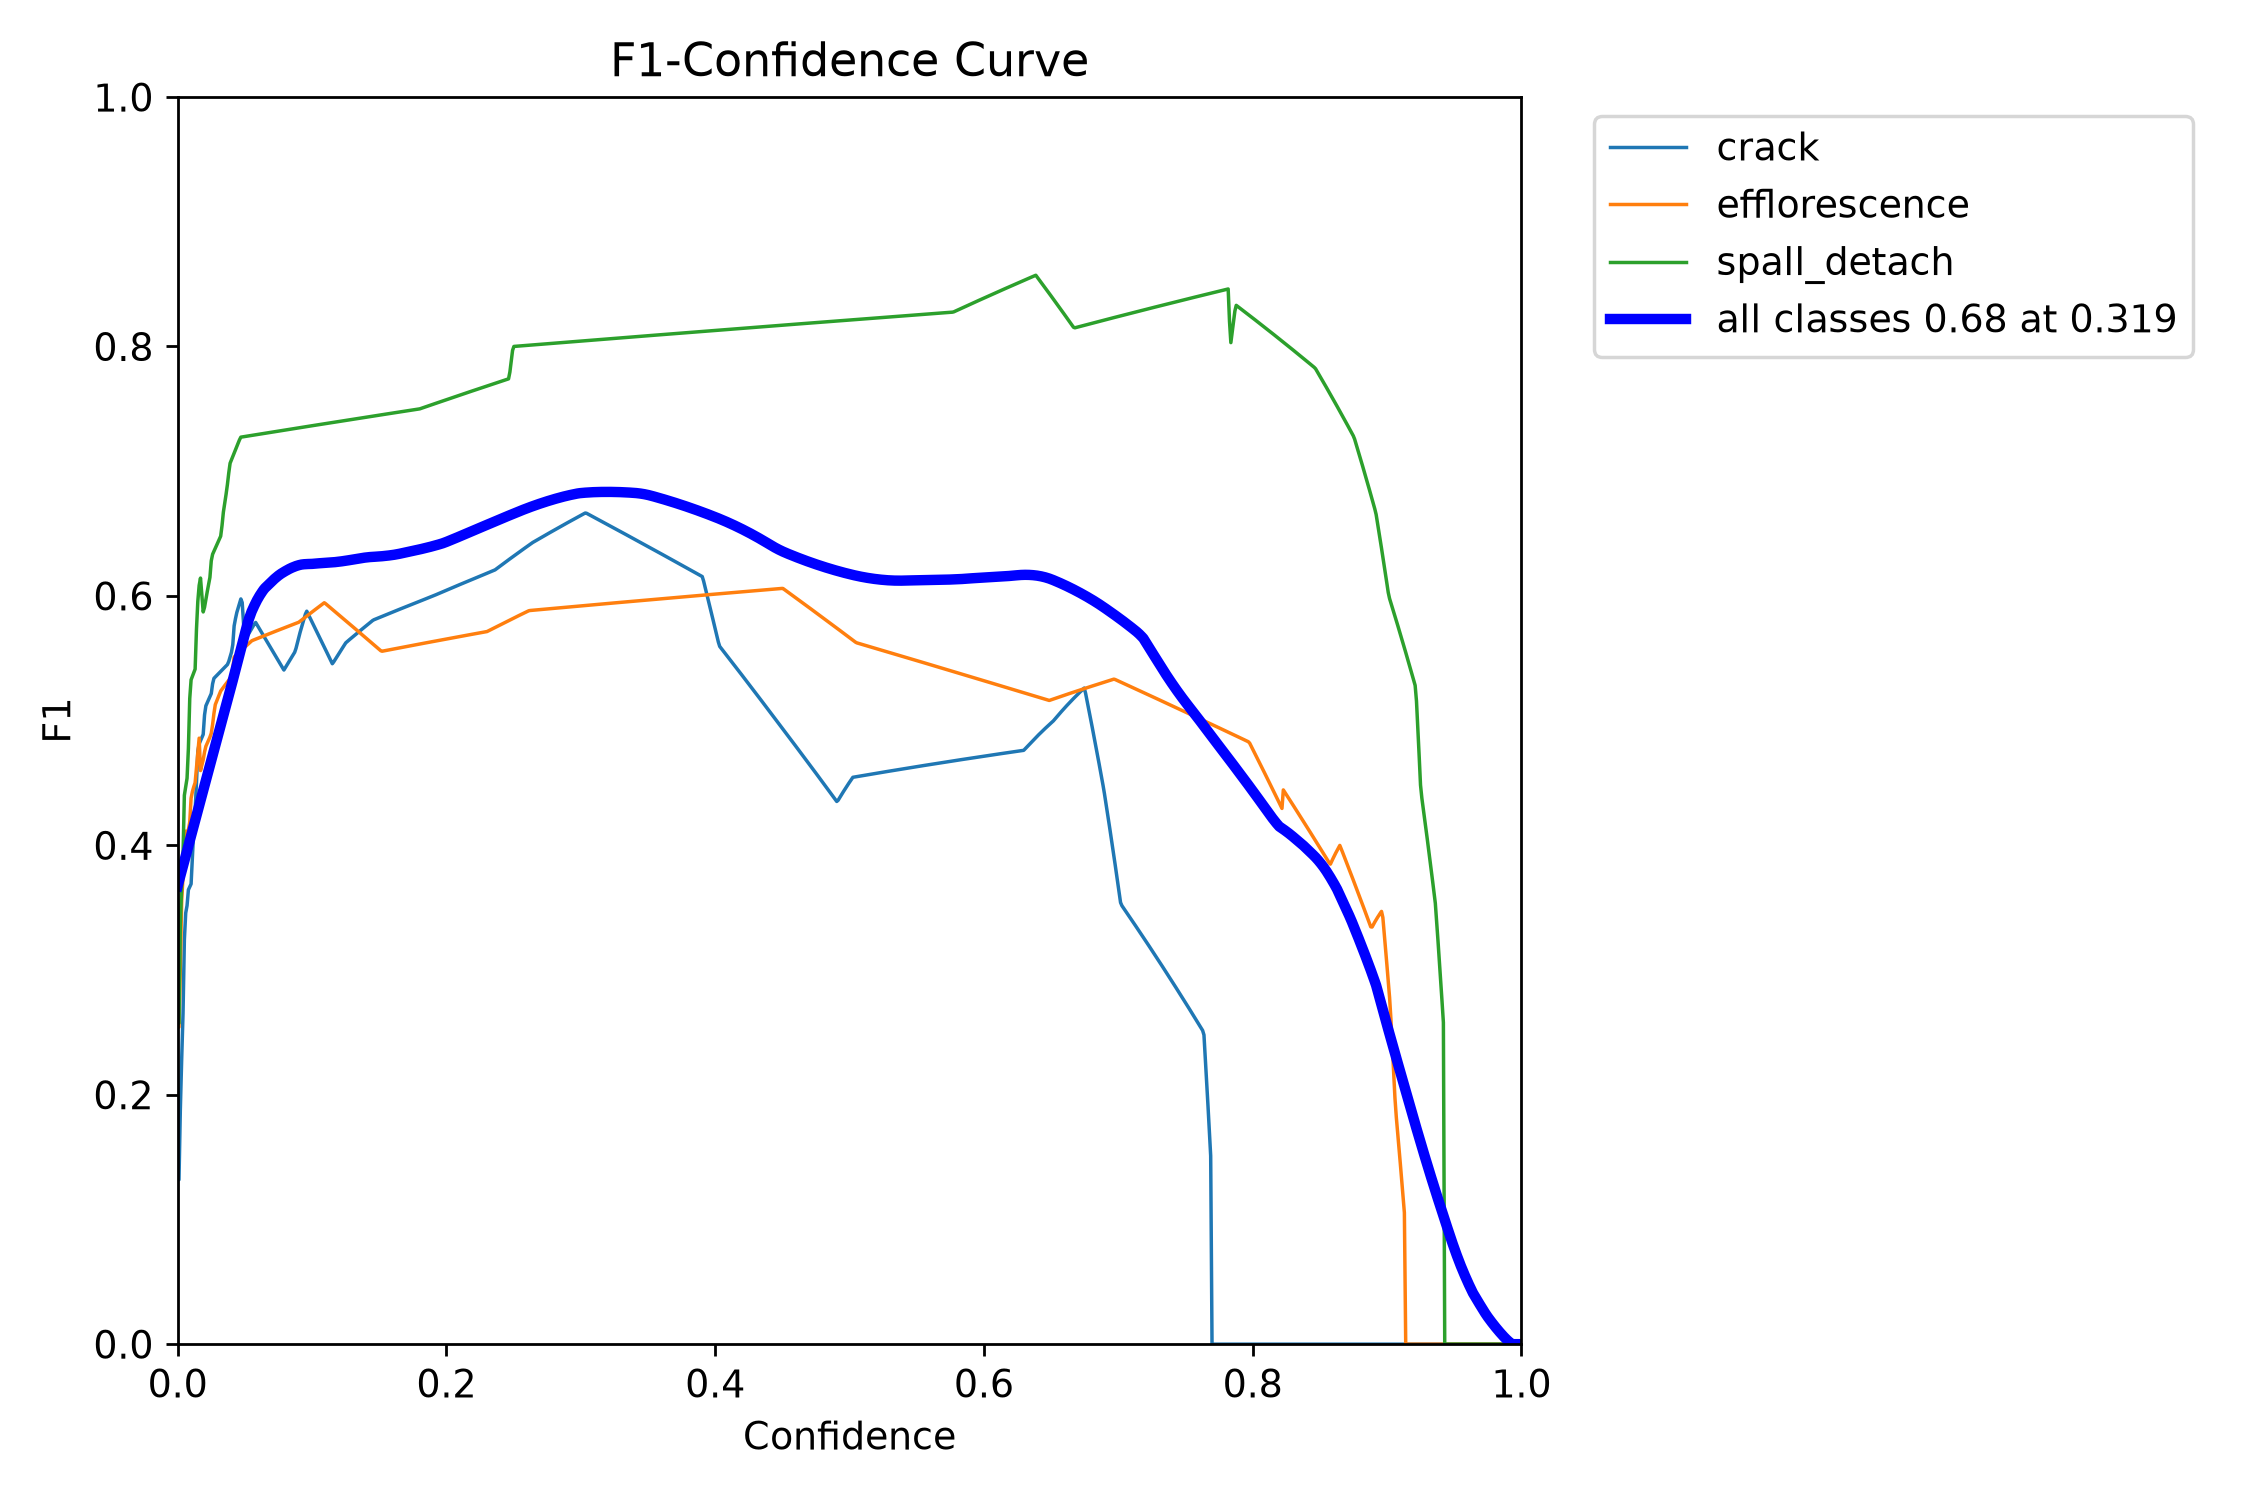 F1-Confidence Curve
1.0
0.8
0.6
0.4
0.2
0.0
F1
0.0 0.2 0.4 0.6 0.8 1.0
Confidence
crack
efflorescence
spall_detach
all classes 0.68 at 0.319